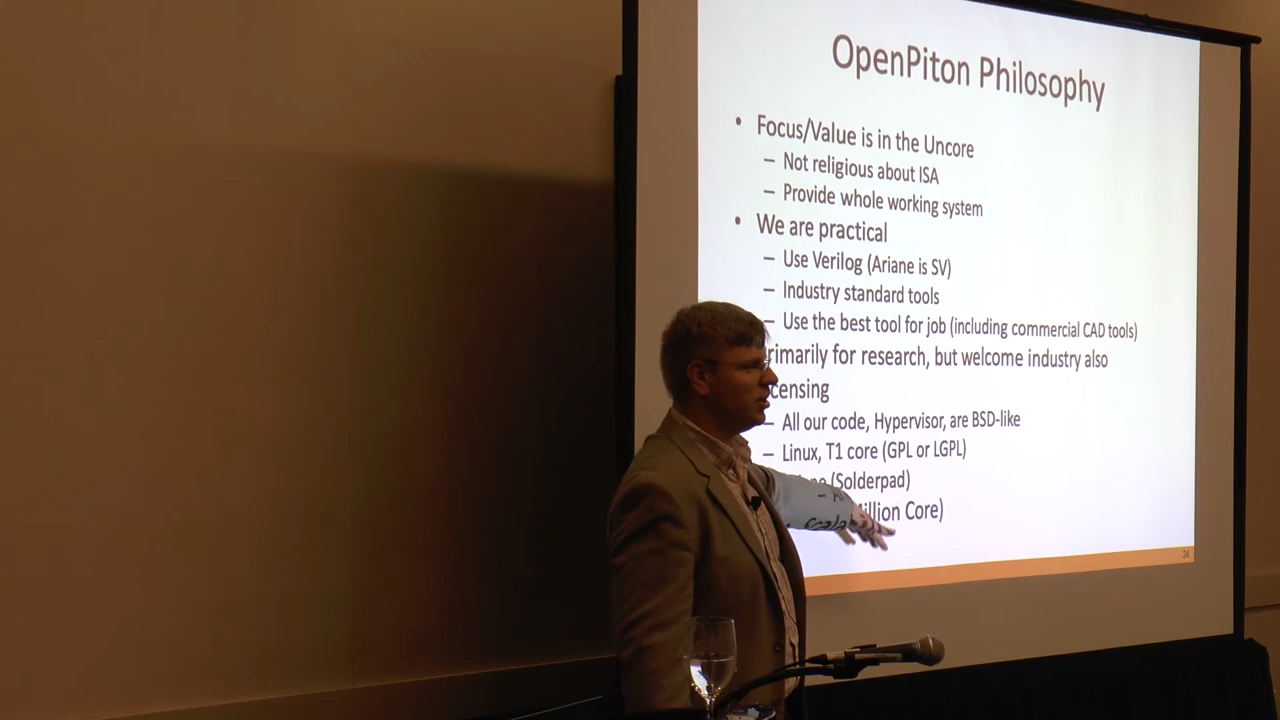 OpenPiton Philosophy
• Focus/Value is in the Uncore
– Not religious about ISA
– Provide whole working system
• We are practical
– Use Verilog (Ariane is SV)
– Industry standard tools
– Use the best tool for job (including commercial CAD tools)
rimarily for research, but welcome industry also
censing
– All our code, Hypervisor, are BSD-like
– Linux, T1 core (GPL or LGPL)
(Solderpad)
illion Core)
24